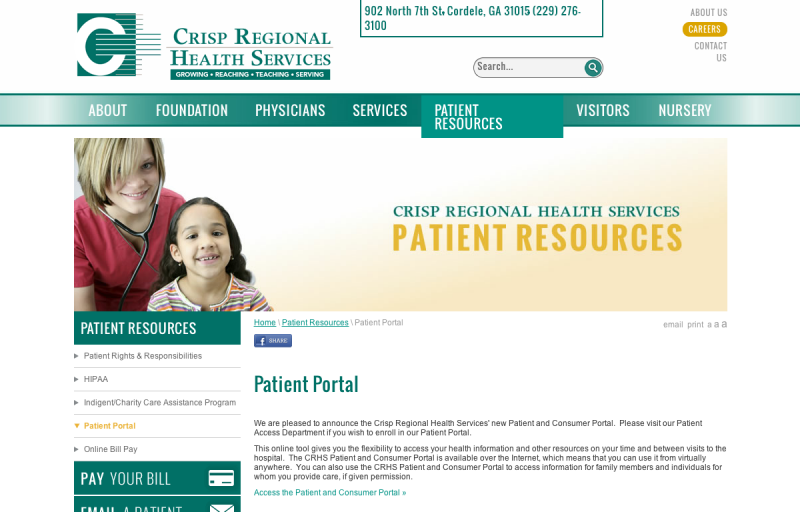 902 North 7th St. Cordele, GA 31015 (229) 276-
3100
ABOUT US
CAREERS
CONTACT
US
CRISP REGIONAL
HEALTH SERVICES
GROWING • REACHING • TEACHING • SERVING
Search...
ABOUT
FOUNDATION
PHYSICIANS
SERVICES
PATIENT
RESOURCES
VISITORS
NURSERY
CRISP REGIONAL HEALTH SERVICES
PATIENT RESOURCES
PATIENT RESOURCES
Patient Rights & Responsibilities
HIPAA
Indigent/Charity Care Assistance Program
Patient Portal
Online Bill Pay
PAY YOUR BILL
EMAIL A PATIENT
Home \ Patient Resources \ Patient Portal
email print a a a
SHARE
Patient Portal
We are pleased to announce the Crisp Regional Health Services' new Patient and Consumer Portal. Please visit our Patient
Access Department if you wish to enroll in our Patient Portal.
This online tool gives you the flexibility to access your health information and other resources on your time and between visits to the
hospital. The CRHS Patient and Consumer Portal is available over the Internet, which means that you can use it from virtually
anywhere. You can also use the CRHS Patient and Consumer Portal to access information for family members and individuals for
whom you provide care, if given permission.
Access the Patient and Consumer Portal »